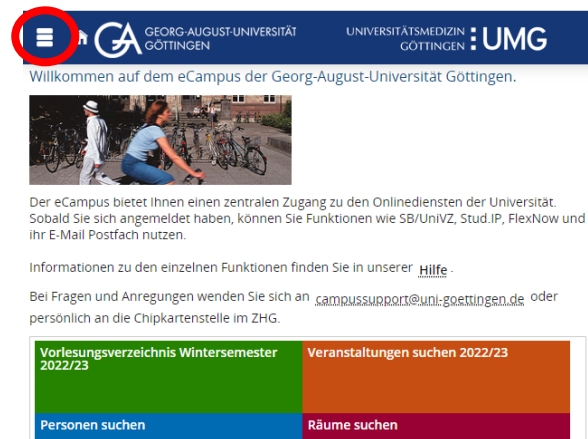 GEORG-AUGUST-UNIVERSITÄT
GÖTTINGEN
UNIVERSITÄTSMEDIZIN
GÖTTINGEN
UMG
Willkommen auf dem eCampus der Georg-August-Universität Göttingen.
Der eCampus bietet Ihnen einen zentralen Zugang zu den Onlinediensten der Universität.
Sobald Sie sich angemeldet haben, können Sie Funktionen wie SB/UniVZ, Stud.IP, FlexNow und
ihr E-Mail Postfach nutzen.
Informationen zu den einzelnen Funktionen finden Sie in unserer Hilfe .
Bei Fragen und Anregungen wenden Sie sich an campussupport@uni-goettingen.de oder
persönlich an die Chipkartenstelle im ZHG.
Vorlesungsverzeichnis Wintersemester
2022/23
Veranstaltungen suchen 2022/23
Personen suchen
Räume suchen